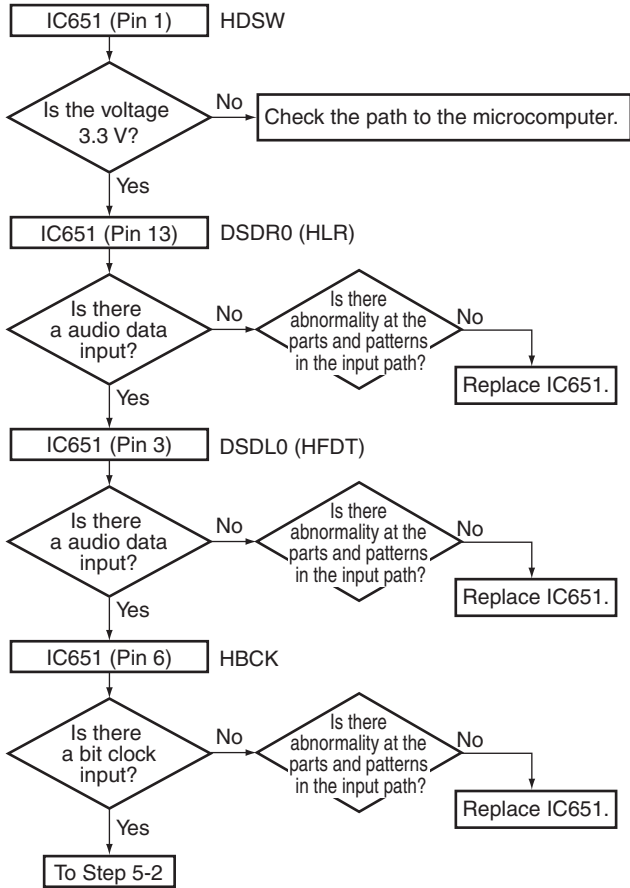 IC651 (Pin 1) HDSW
Is the voltage
3.3 V?
No
Check the path to the microcomputer.
Yes
IC651 (Pin 13) DSDR0 (HLR)
Is there
a audio data
input?
No
Is there
abnormality at the
parts and patterns
in the input path?
No
Replace IC651.
Yes
IC651 (Pin 3) DSDL0 (HFDT)
Is there
a audio data
input?
No
Is there
abnormality at the
parts and patterns
in the input path?
No
Replace IC651.
Yes
IC651 (Pin 6) HBCK
Is there
a bit clock
input?
No
Is there
abnormality at the
parts and patterns
in the input path?
No
Replace IC651.
Yes
To Step 5-2